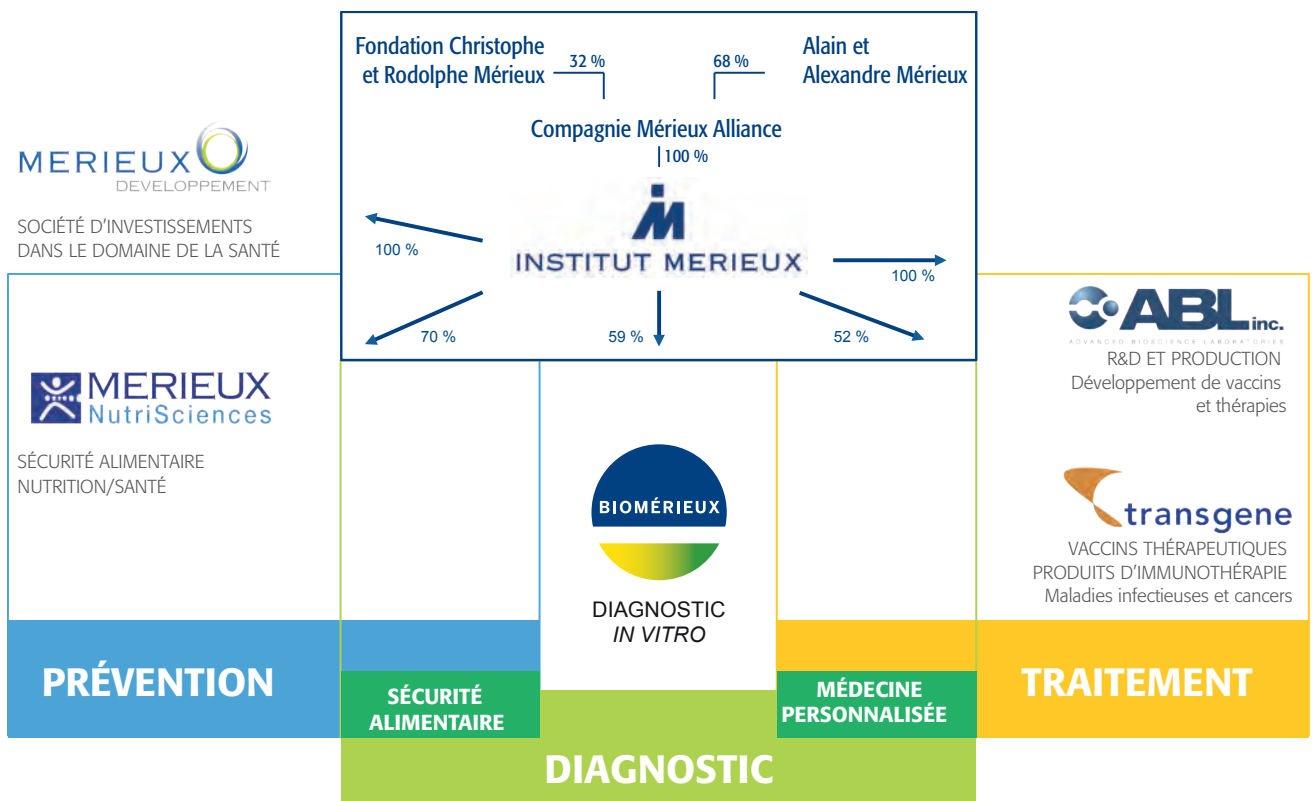 Fondation Christophe
et Rodolphe Mérieux
32 %
68 %
Alain et
Alexandre Mérieux
Compagnie Mérieux Alliance
100 %
MERIEUX
DEVELOPPEMENT
SOCIÉTÉ D'INVESTISSEMENTS
DANS LE DOMAINE DE LA SANTÉ
INSTITUT MERIEUX
100 %
100 %
70 %
59 %
52 %
MERIEUX
NutriSciences
SÉCURITÉ ALIMENTAIRE
NUTRITION/SANTÉ
BIOMÉRIEUX
DIAGNOSTIC
IN VITRO
ABL inc.
ADVANCED BIOSCIENCE LABORATORIES
R&D ET PRODUCTION
Développement de vaccins
et thérapies
transgene
VACCINS THÉRAPEUTIQUES
PRODUITS D'IMMUNOTHÉRAPIE
Maladies infectieuses et cancers
PRÉVENTION
SÉCURITÉ
ALIMENTAIRE
MÉDECINE
PERSONNALISÉE
TRAITEMENT
DIAGNOSTIC